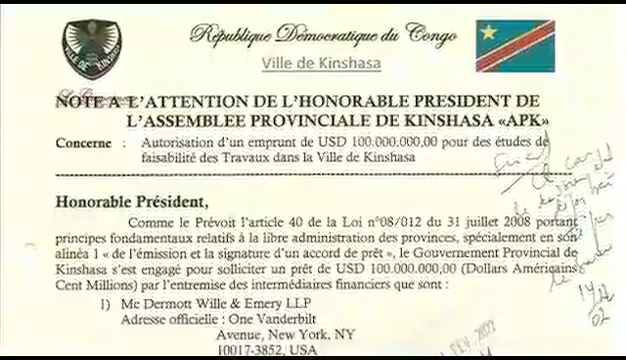 VILLE DE KINSHASA
République Démocratique du Congo
Ville de Kinshasa
NOTE A L'ATTENTION DE L'HONORABLE PRESIDENT DE
L'ASSEMBLEE PROVINCIALE DE KINSHASA «APK»
Concerne : Autorisation d'un emprunt de USD 100.000.000,00 pour des études de
faisabilité des Travaux dans la Ville de Kinshasa
Honorable Président,
Comme le Prévoit l'article 40 de la Loi n°08/012 du 31 juillet 2008 portant
principes fondamentaux relatifs à la libre administration des provinces, spécialement en son
alinéa 1 « de l'émission et la signature d'un accord de prêt », le Gouvernement Provincial de
Kinshasa s'est engagé pour solliciter un prêt de USD 100.000.000,00 (Dollars Américains
Cent Millions) par l'entremise des intermédiaires financiers que sont :
1) Mc Dermott Wille & Emery LLP
Adresse officielle : One Vanderbilt
Avenue, New York, NY
10017-3852, USA